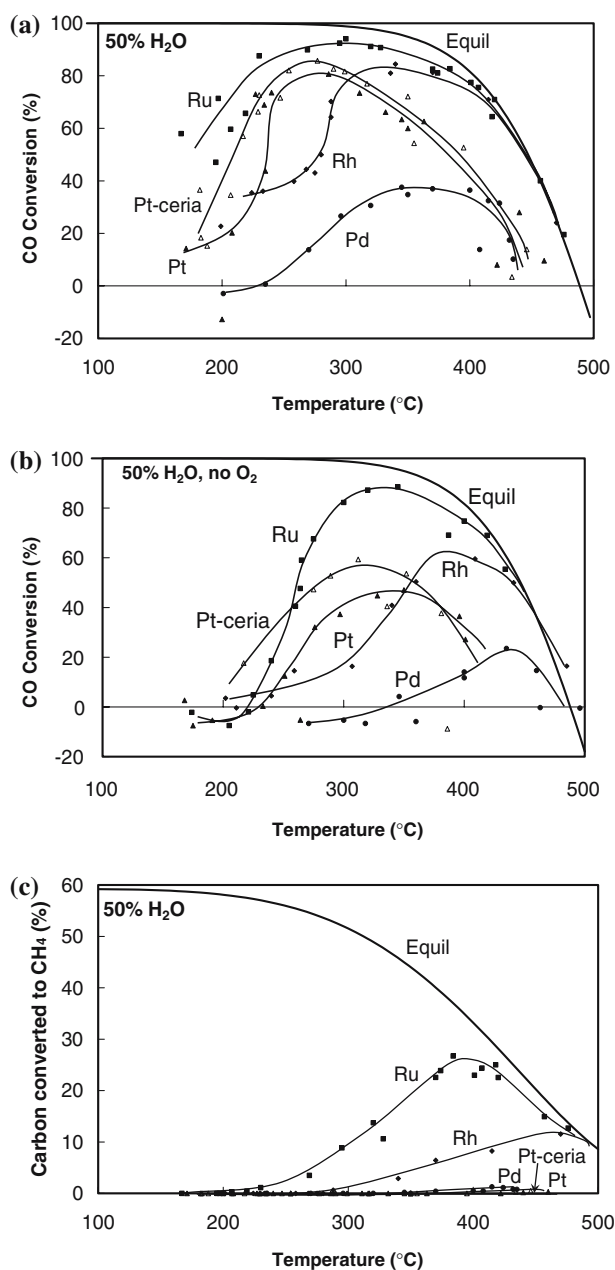 (a)
100
50% H₂O
Equil
80
Ru
60
CO Conversion (%)
40
Rh
Pt-ceria
20
Pd
Pt
0
-20
100 200 300 400 500
Temperature (°C)
(b)
100
50% H₂O, no O₂
Equil
80
Ru
Rh
60
CO Conversion (%)
40
Pt-ceria
Pt
20
Pd
0
-20
100 200 300 400 500
Temperature (°C)
(c)
60
50% H₂O
50
Equil
40
Carbon converted to CH₄ (%)
30
Ru
20
Rh
10
Pt-ceria
Pd
Pt
0
100 200 300 400 500
Temperature (°C)